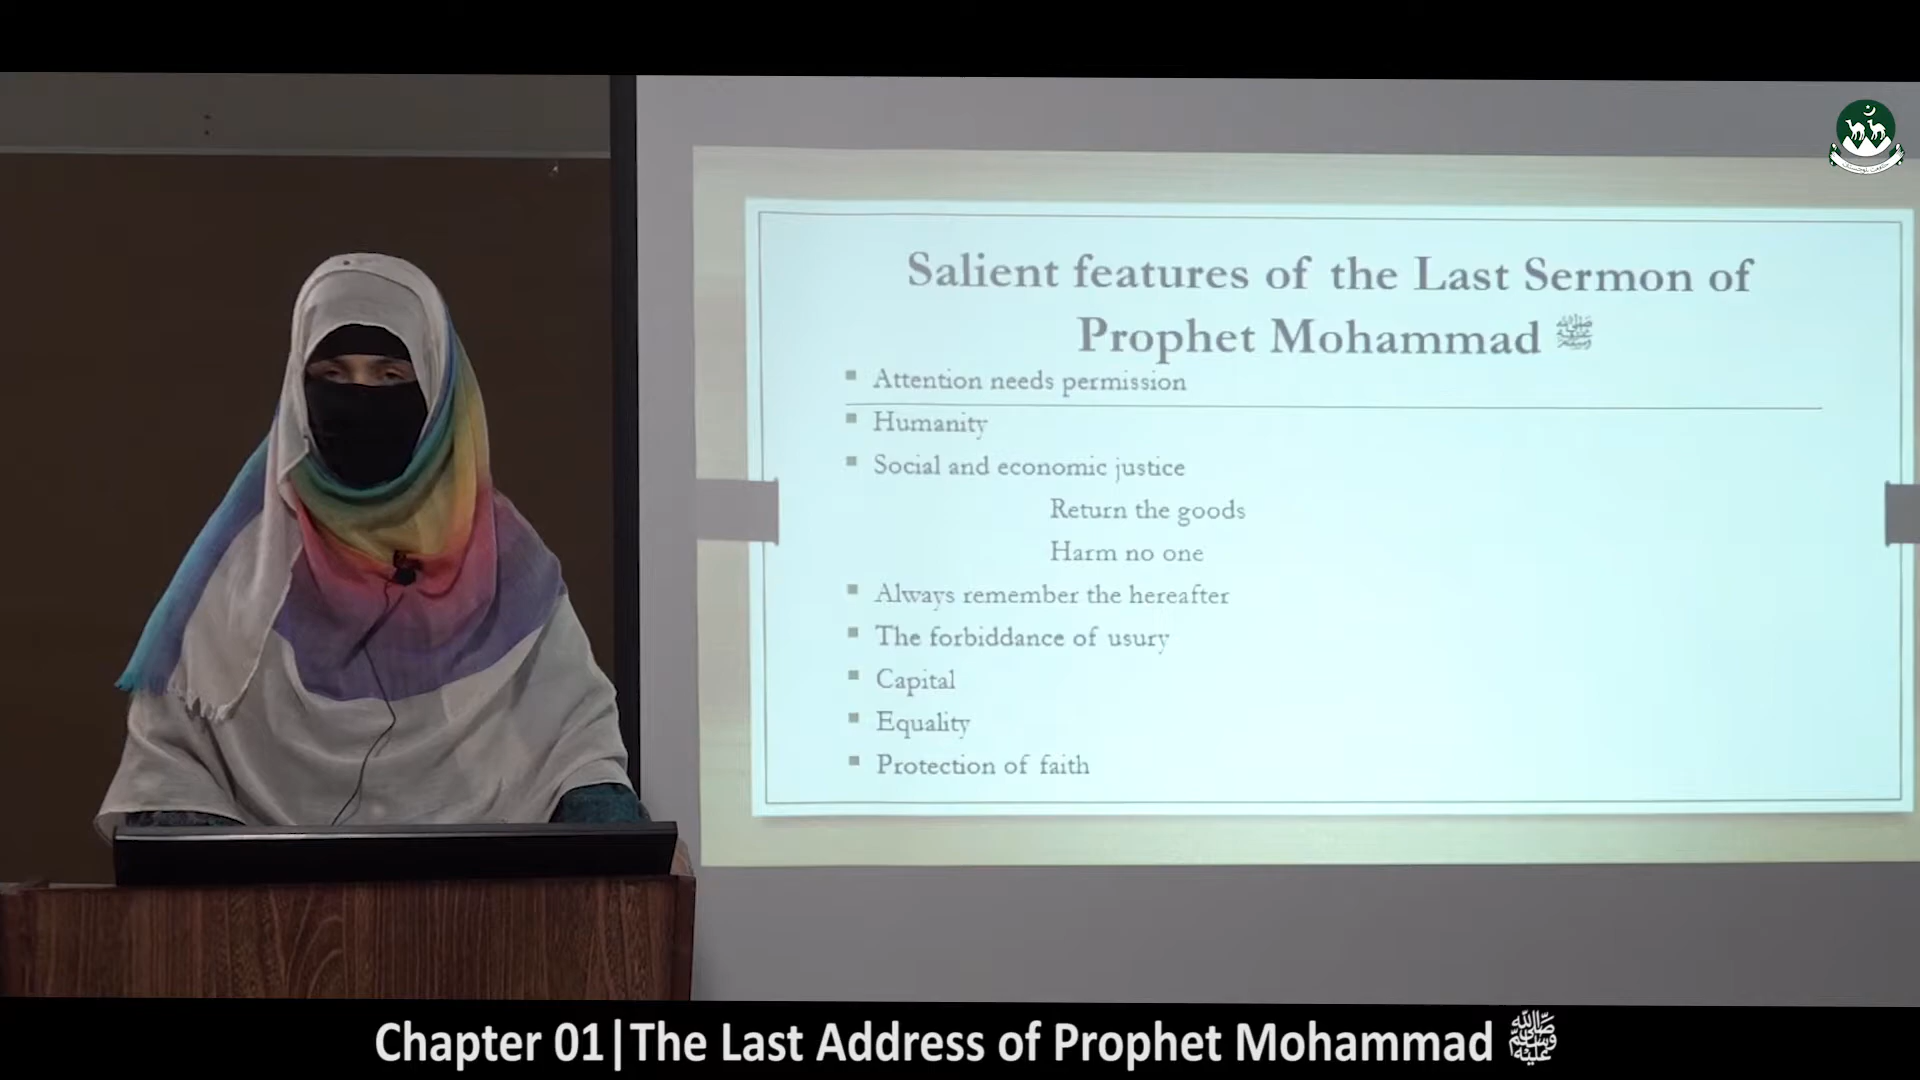 Salient features of the Last Sermon of
Prophet Mohammad ﷺ
▪ Attention needs permission
▪ Humanity
▪ Social and economic justice
Return the goods
Harm no one
▪ Always remember the hereafter
▪ The forbiddance of usury
▪ Capital
▪ Equality
▪ Protection of faith
Chapter 01|The Last Address of Prophet Mohammad ﷺ